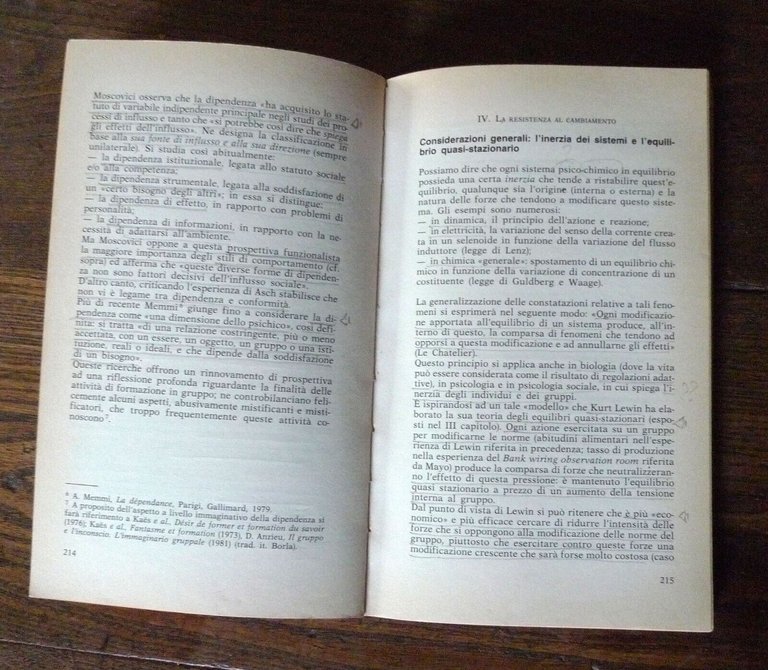 Moscovici osserva che la dipendenza «ha acquisito lo sta-
tuto di variabile indipendente principale negli studi dei pro-
cessi di influsso e tanto che «si potrebbe così dire che spiega
gli effetti dell'influsso». Ne designa la classificazione in
base alla sua fonte di influsso e alla sua direzione (sempre
unilaterale). Si studia così abitualmente:
— la dipendenza istituzionale, legata allo statuto sociale
e/o alla competenza;
— la dipendenza strumentale, legata alla soddisfazione di
un «certo bisogno degli altri»; in essa si distingue:
— la dipendenza di effetto, in rapporto con problemi di
personalità;
— la dipendenza di informazioni, in rapporto con la ne-
cessità di adattarsi all'ambiente.
Ma Moscovici oppone a questa prospettiva funzionalista
la maggiore importanza degli stili di comportamento (cf.
sopra) ed afferma che «queste diverse forme di dipenden-
za non sono fattori decisivi dell'influsso sociale».
D'altro canto, criticando l'esperienza di Asch stabilisce che
non vi è legame tra dipendenza e conformità.
Più di recente Memmi⁶ giunge fino a considerare la di-
pendenza come «una dimensione dello psichico», così defi-
nita: si tratta «di una relazione costringente, più o meno
accettata, con un essere, un oggetto, un gruppo o una isti-
tuzione, reali o ideali, e che dipende dalla soddisfazione
di un bisogno».
Queste ricerche offrono un rinnovamento di prospettiva
ad una riflessione profonda riguardante la finalità delle
attività di formazione in gruppo; ne controbilanciano feli-
cemente alcuni aspetti, abusivamente mistificanti e misti-
ficatori, che troppo frequentemente queste attività co-
noscono⁷.
⁶ A. Memmi, La dépendance, Parigi, Gallimard, 1979.
⁷ A proposito dell'aspetto a livello immaginativo della dipendenza si
farà riferimento a Kaës e al., Désir de former et formation du savoir
(1976); Kaës e al., Fantasme et formation (1973), D. Anzieu, Il gruppo
e l'inconscio. L'immaginario gruppale (1981) (trad. it. Borla).
214
IV. La resistenza al cambiamento
Considerazioni generali: l'inerzia dei sistemi e l'equili-
brio quasi-stazionario
Possiamo dire che ogni sistema psico-chimico in equilibrio
possieda una certa inerzia che tende a ristabilire quest'e-
quilibrio, qualunque sia l'origine (interna o esterna) e la
natura delle forze che tendono a modificare questo siste-
ma. Gli esempi sono numerosi:
— in dinamica, il principio dell'azione e reazione;
— in elettricità, la variazione del senso della corrente crea-
ta in un selenoide in funzione della variazione del flusso
induttore (legge di Lenz);
— in chimica «generale»: spostamento di un equilibrio chi-
mico in funzione della variazione di concentrazione di un
costituente (legge di Guldberg e Waage).
La generalizzazione delle constatazioni relative a tali feno-
meni si esprimerà nel seguente modo: «Ogni modificazione
apportata all'equilibrio di un sistema produce, all'in-
terno di questo, la comparsa di fenomeni che tendono ad
opporsi a questa modificazione e ad annullarne gli effetti»
(Le Chatelier).
Questo principio si applica anche in biologia (dove la vita
può essere considerata come il risultato di regolazioni adat-
tative), in psicologia e in psicologia sociale, in cui spiega l'i-
nerzia degli individui e dei gruppi.
È ispirandosi ad un tale «modello» che Kurt Lewin ha ela-
borato la sua teoria degli equilibri quasi-stazionari (espo-
sti nel III capitolo). Ogni azione esercitata su un gruppo
per modificarne le norme (abitudini alimentari nell'espe-
rienza di Lewin riferita in precedenza; tasso di produzione
nella esperienza del Bank wiring observation room riferita
da Mayo) produce la comparsa di forze che neutralizzeran-
no l'effetto di questa pressione: è mantenuto l'equilibrio
quasi stazionario a prezzo di un aumento della tensione
interna al gruppo.
Dal punto di vista di Lewin si può ritenere che è più «eco-
nomico» e più efficace cercare di ridurre l'intensità delle
forze che si oppongono alla modificazione delle norme del
gruppo, piuttosto che esercitare contro queste forze una
modificazione crescente che sarà forse molto costosa (caso
215